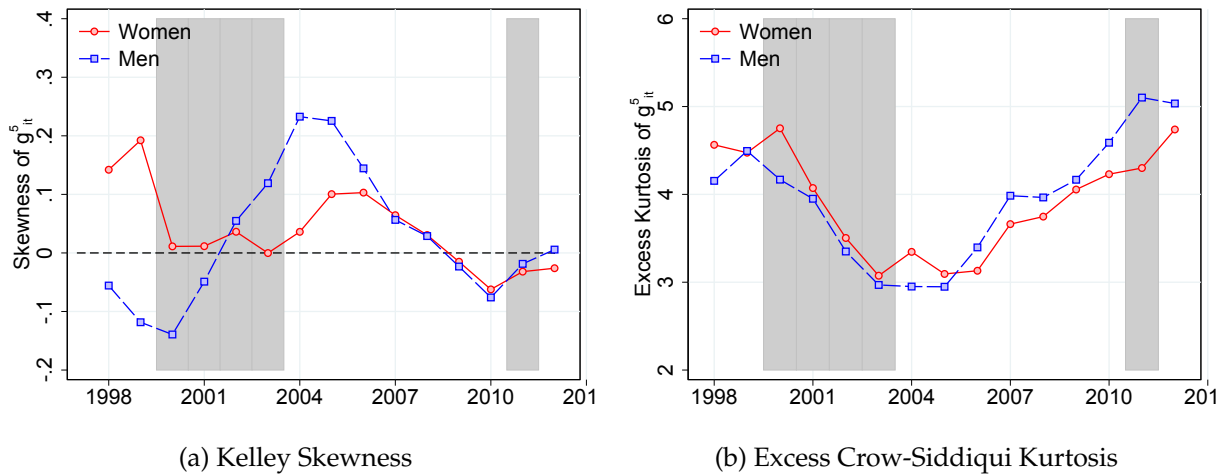 Women
Men
Skewness of g⁵ᵢₜ
.4
.3
.2
.1
0
-.1
-.2
1998 2001 2004 2007 2010 201
(a) Kelley Skewness
Women
Men
Excess Kurtosis of g⁵ᵢₜ
6
5
4
3
2
1998 2001 2004 2007 2010 201
(b) Excess Crow-Siddiqui Kurtosis